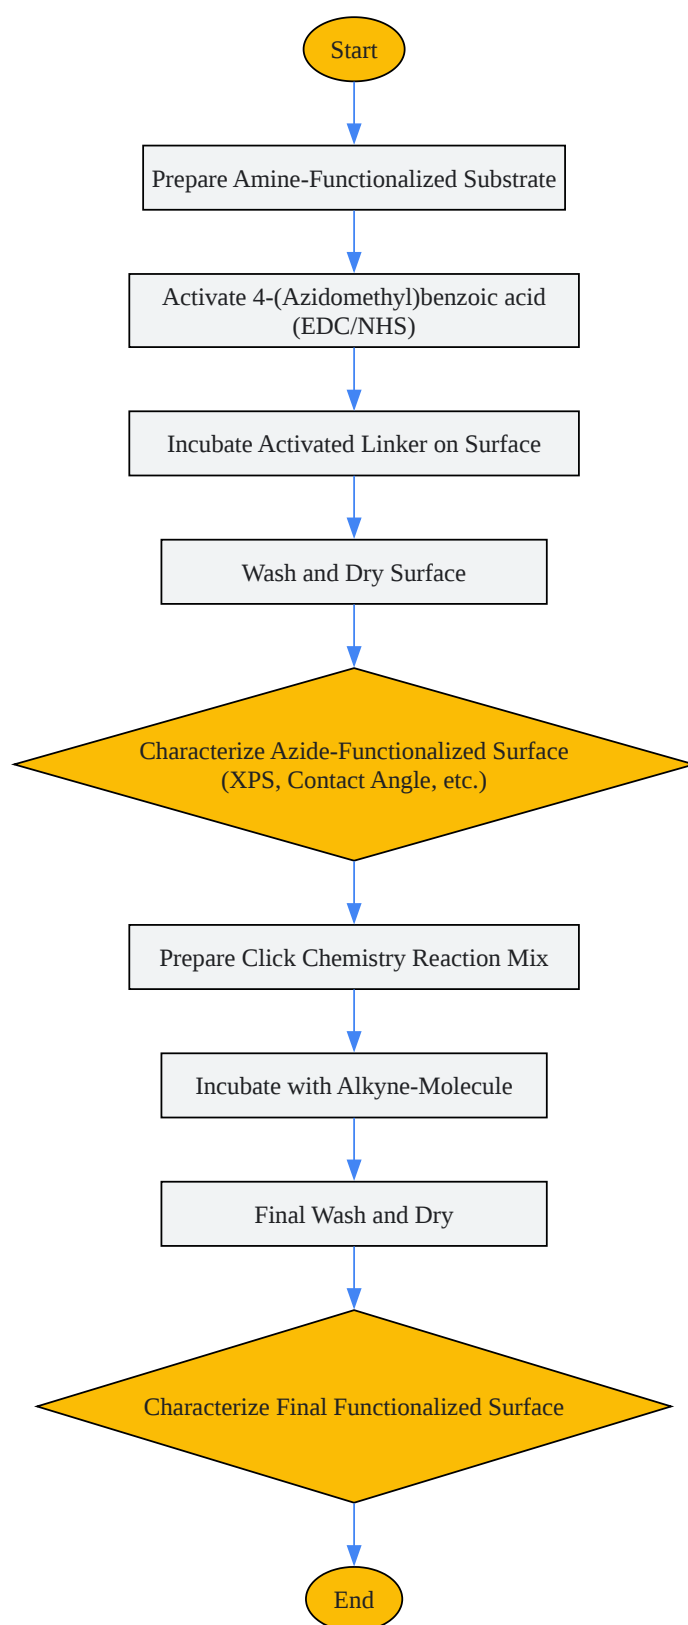 Start
Prepare Amine-Functionalized Substrate
Activate 4-(Azidomethyl)benzoic acid
(EDC/NHS)
Incubate Activated Linker on Surface
Wash and Dry Surface
Characterize Azide-Functionalized Surface
(XPS, Contact Angle, etc.)
Prepare Click Chemistry Reaction Mix
Incubate with Alkyne-Molecule
Final Wash and Dry
Characterize Final Functionalized Surface
End